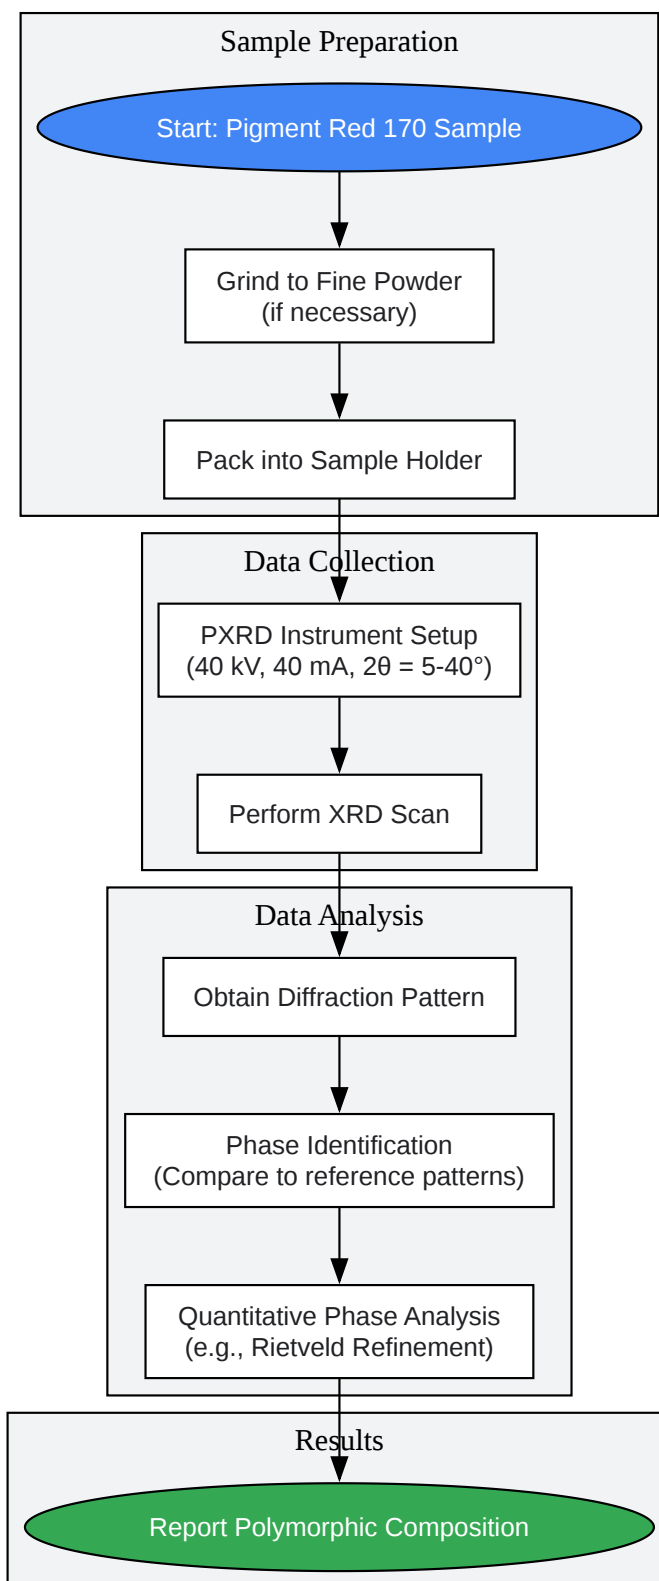 Sample Preparation
Start: Pigment Red 170 Sample
Grind to Fine Powder
(if necessary)
Pack into Sample Holder
Data Collection
PXRD Instrument Setup
(40 kV, 40 mA, 2θ = 5-40°)
Perform XRD Scan
Data Analysis
Obtain Diffraction Pattern
Phase Identification
(Compare to reference patterns)
Quantitative Phase Analysis
(e.g., Rietveld Refinement)
Results
Report Polymorphic Composition